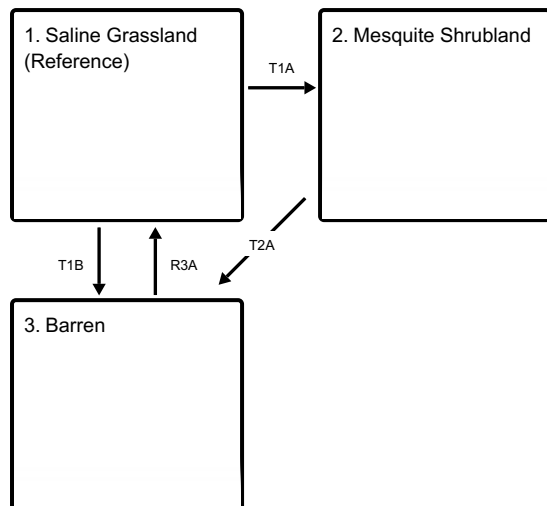 1. Saline Grassland
(Reference)
2. Mesquite Shrubland
T1A
T2A
T1B
R3A
3. Barren